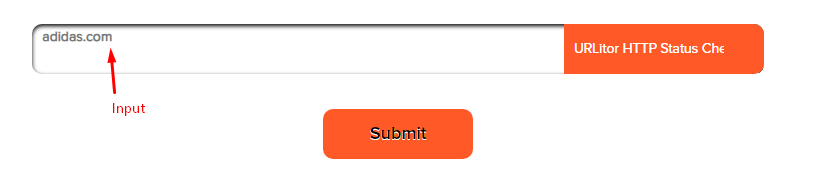 adidas.com
URLitor HTTP Status Che
Input
Submit